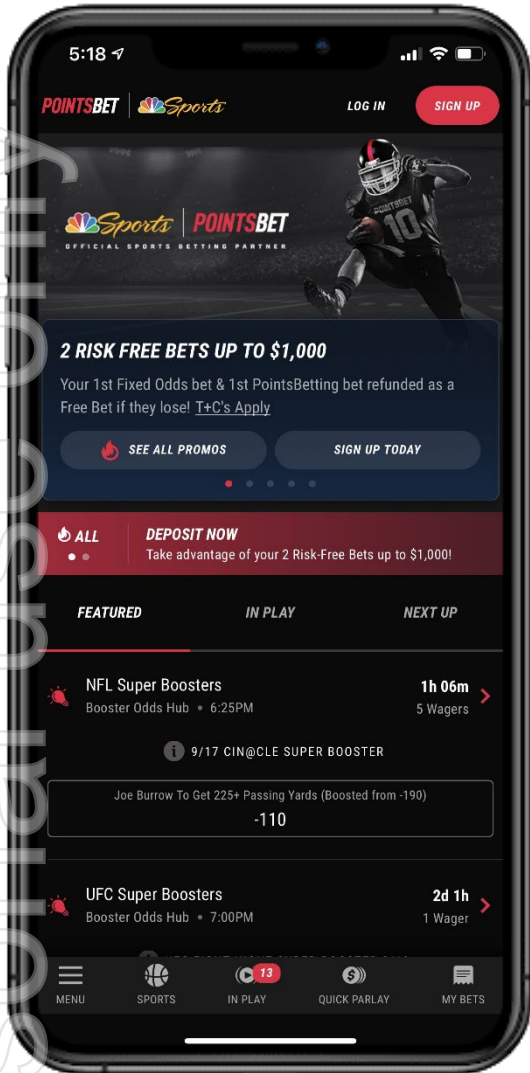 5:18
POINTSBET Sports LOG IN SIGN UP
POINTSBET
10
Sports POINTSBET
OFFICIAL SPORTS BETTING PARTNER
2 RISK FREE BETS UP TO $1,000
Your 1st Fixed Odds bet & 1st PointsBetting bet refunded as a
Free Bet if they lose! T+C's Apply
SEE ALL PROMOS SIGN UP TODAY
ALL DEPOSIT NOW
Take advantage of your 2 Risk-Free Bets up to $1,000!
FEATURED IN PLAY NEXT UP
NFL Super Boosters 1h 06m
Booster Odds Hub • 6:25PM 5 Wagers
i 9/17 CIN@CLE SUPER BOOSTER
Joe Burrow To Get 225+ Passing Yards (Boosted from -190)
-110
UFC Super Boosters 2d 1h
Booster Odds Hub • 7:00PM 1 Wager
13
MENU SPORTS IN PLAY QUICK PARLAY MY BETS
sonal use only